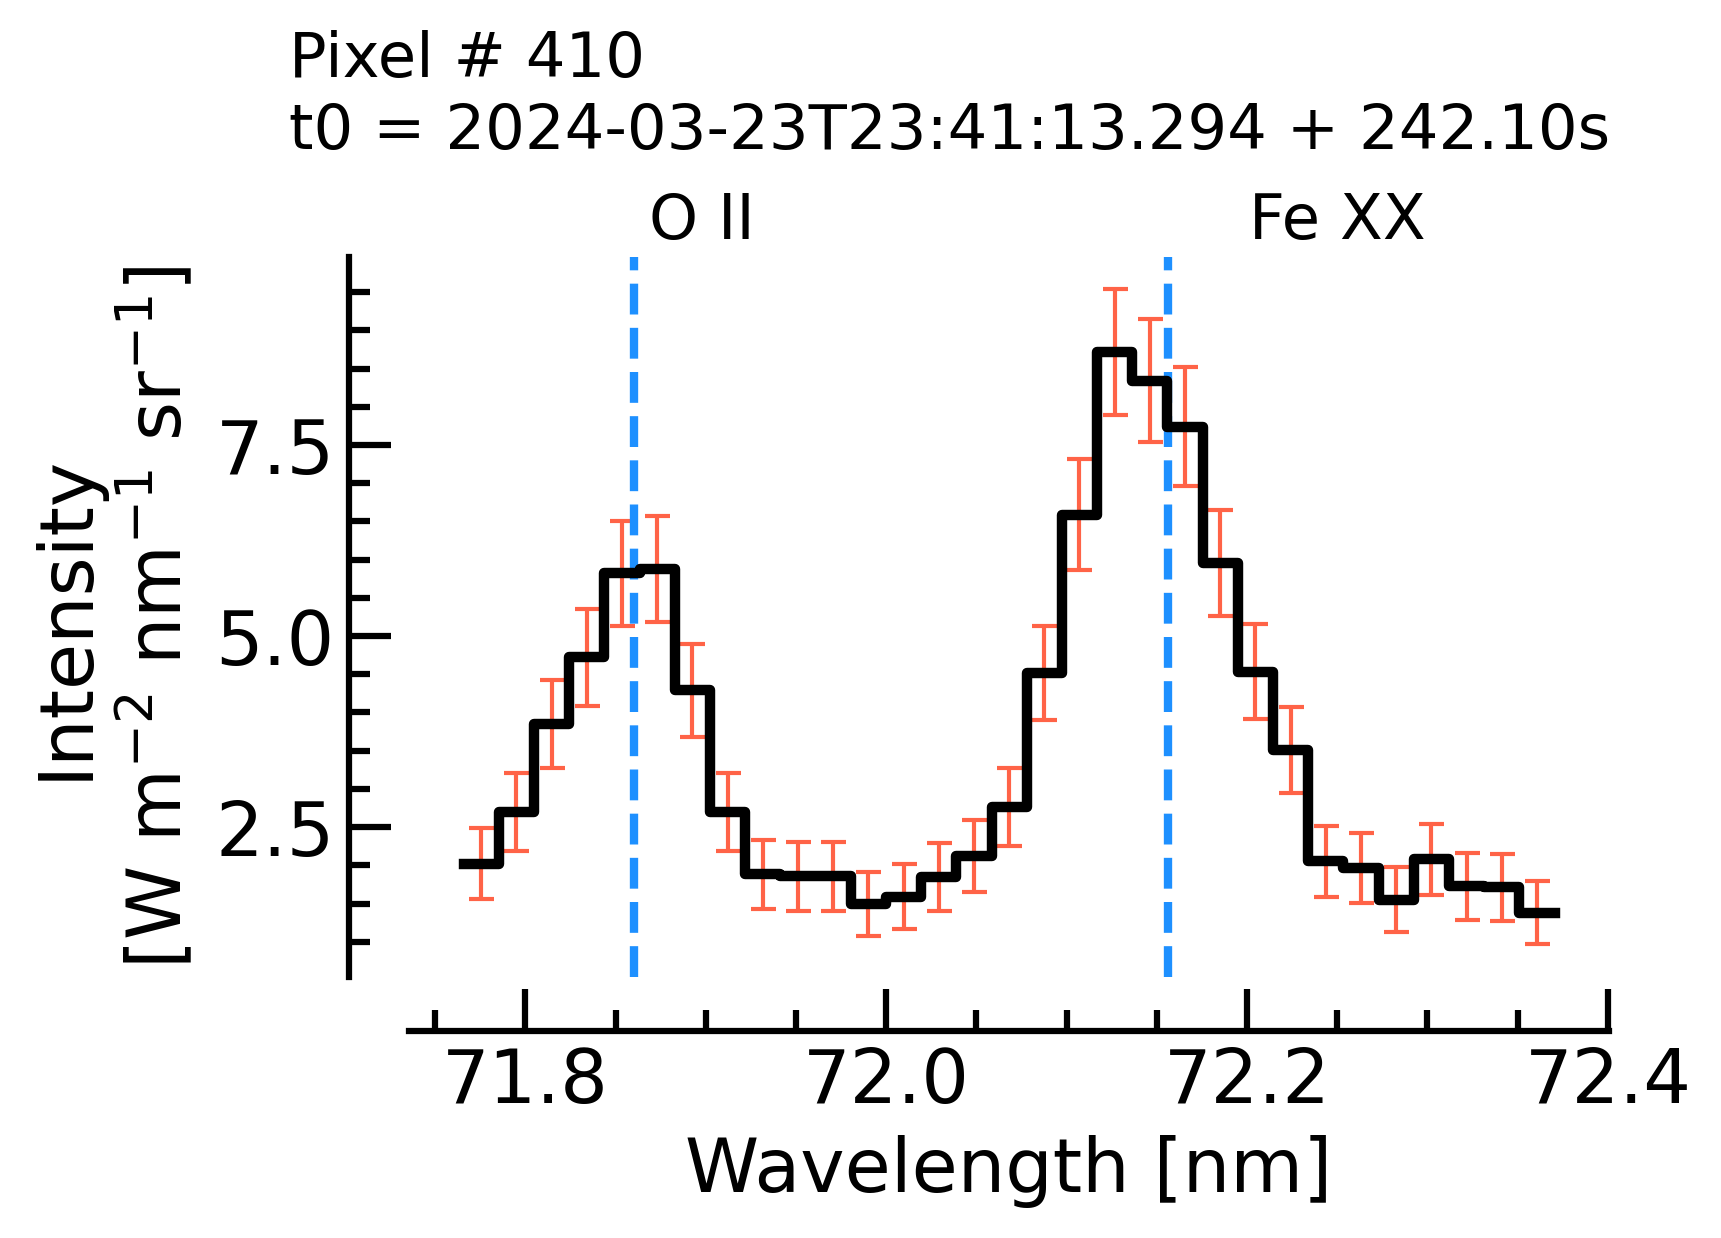 Pixel # 410
t0 = 2024-03-23T23:41:13.294 + 242.10s
O II
Fe XX
Intensity
[W m⁻² nm⁻¹ sr⁻¹]
7.5
5.0
2.5
71.8
72.0
72.2
72.4
Wavelength [nm]